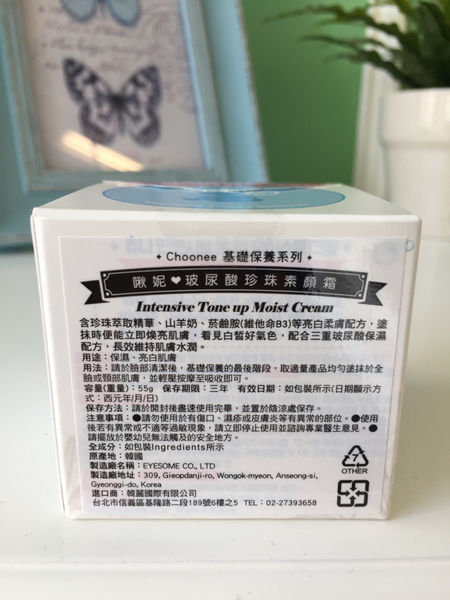 Choonee 基礎保養系列
啾妮♥玻尿酸珍珠素顏霜
Intensive Tone up Moist Cream
含珍珠萃取精華、山羊奶、菸鹼胺(維他命B3)等亮白柔膚配方，塗
抹時便能立即煥亮肌膚，看見白皙好氣色，配合三重玻尿酸保濕
配方，長效維持肌膚水潤。
用途：保濕、亮白肌膚
用法：請於臉部清潔後，基礎保養的最後階段，取適量產品均勻塗抹於全
臉或頸部肌膚，並輕壓按摩至吸收即可。
容量(重量)：55g 保存期限：三年 有效日期：如包裝所示(日期顯示方
式：西元年/月/日)
保存方法：請於開封後盡速使用完畢，並置於陰涼處保存。
注意事項：●請勿使用於有傷口、濕疹或皮膚炎等有異常的部位。●使用
後若有異常或不適等過敏現象，請立即停止使用並諮詢專業醫生意見。●
請擺放於嬰幼兒無法觸及的安全地方。
全成分：如包裝Ingredients所示
原產地：韓國
製造廠名稱：EYESOME CO., LTD
製造廠地址：309, Gieopdanji-ro, Wongok-myeon, Anseong-si,
Gyeonggi-do, Korea
進口商：韓麗國際有限公司
台北市信義區基隆路二段189號6樓之5 TEL：02-27393658
OTHER